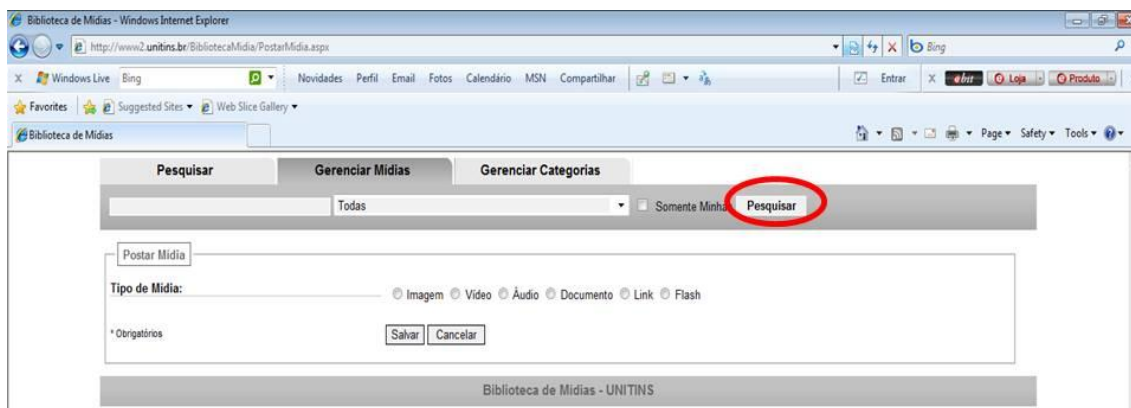 Biblioteca de Mídias - Windows Internet Explorer
http://www2.unitins.br/BibliotecaMidia/PostarMidia.aspx Bing
X Windows Live Bing Novidades Perfil Email Fotos Calendário MSN Compartilhar Entrar X ebit Loja Produto
Favorites Suggested Sites Web Slice Gallery
Biblioteca de Mídias Page Safety Tools
Pesquisar Gerenciar Mídias Gerenciar Categorias
Todas Somente Minhas Pesquisar
Postar Mídia
Tipo de Mídia:
Imagem Vídeo Áudio Documento Link Flash
* Obrigatórios Salvar Cancelar
Biblioteca de Mídias - UNITINS